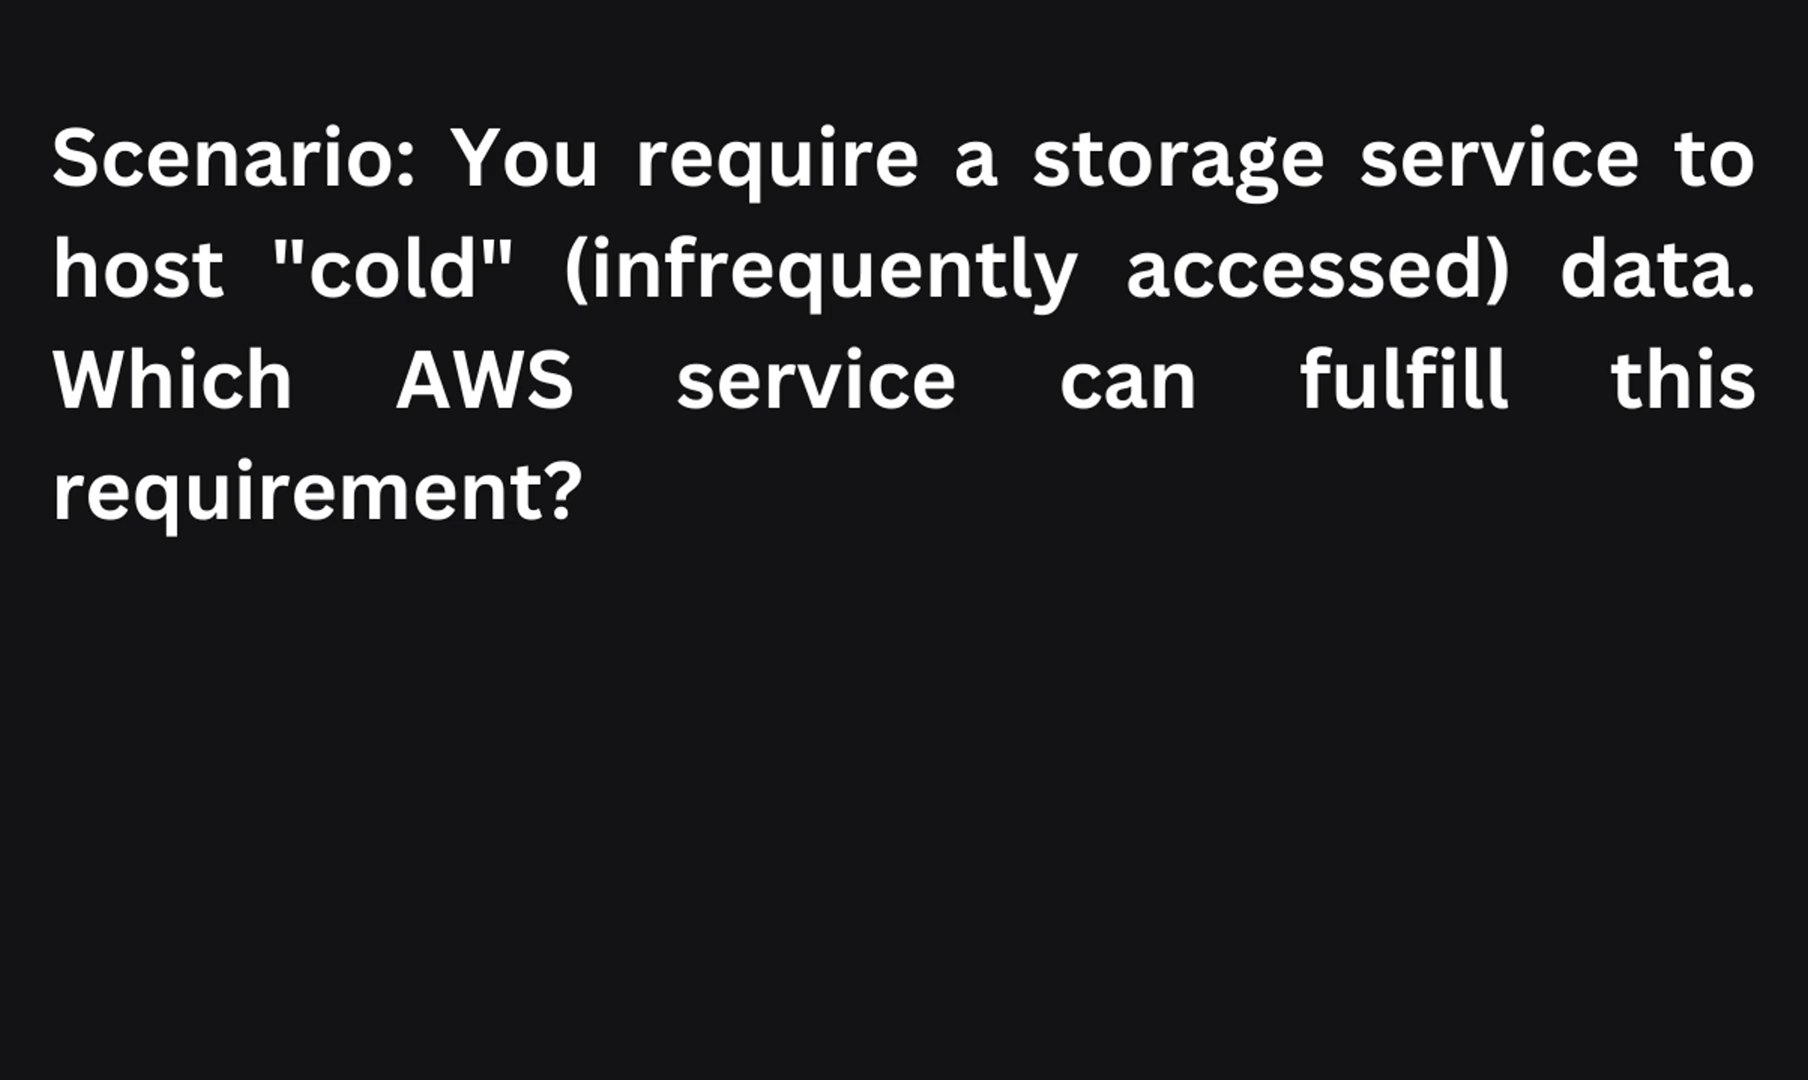 Scenario: You require a storage service to
host "cold" (infrequently accessed) data.
Which AWS service can fulfill this
requirement?